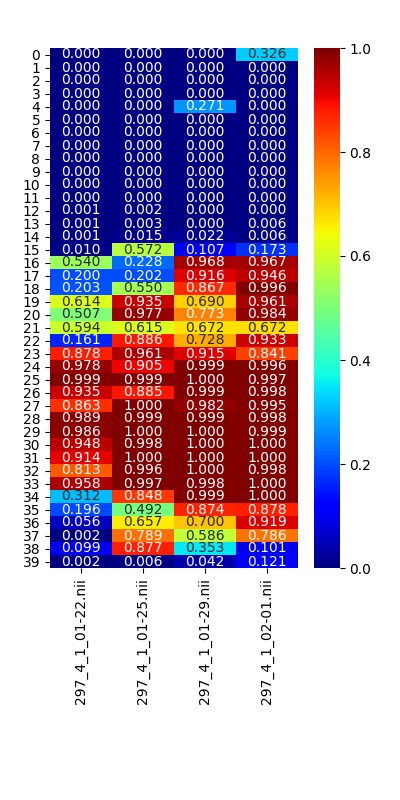 0 0.000 0.000 0.000 0.326
1 0.000 0.000 0.000 0.000
2 0.000 0.000 0.000 0.000
3 0.000 0.000 0.000 0.000
4 0.000 0.000 0.271 0.000
5 0.000 0.000 0.000 0.000
6 0.000 0.000 0.000 0.000
7 0.000 0.000 0.000 0.000
8 0.000 0.000 0.000 0.000
9 0.000 0.000 0.000 0.000
10 0.000 0.000 0.000 0.000
11 0.000 0.000 0.000 0.000
12 0.001 0.002 0.000 0.000
13 0.001 0.003 0.000 0.006
14 0.001 0.015 0.022 0.006
15 0.010 0.572 0.107 0.173
16 0.540 0.228 0.968 0.967
17 0.200 0.202 0.916 0.946
18 0.203 0.550 0.867 0.996
19 0.614 0.935 0.690 0.961
20 0.507 0.977 0.773 0.984
21 0.594 0.615 0.672 0.672
22 0.161 0.886 0.728 0.933
23 0.878 0.961 0.915 0.841
24 0.978 0.905 0.999 0.996
25 0.999 0.999 1.000 0.997
26 0.935 0.885 0.999 0.998
27 0.863 1.000 0.982 0.995
28 0.989 0.999 0.999 0.998
29 0.986 1.000 0.999 0.999
30 0.948 0.998 1.000 1.000
31 0.914 1.000 1.000 1.000
32 0.813 0.996 1.000 0.998
33 0.958 0.997 0.998 1.000
34 0.312 0.848 0.999 1.000
35 0.196 0.492 0.874 0.878
36 0.056 0.657 0.700 0.919
37 0.002 0.789 0.586 0.786
38 0.099 0.877 0.353 0.101
39 0.002 0.006 0.042 0.121
297_4_1_01-22.nii
297_4_1_01-25.nii
297_4_1_01-29.nii
297_4_1_02-01.nii
1.0
0.8
0.6
0.4
0.2
0.0